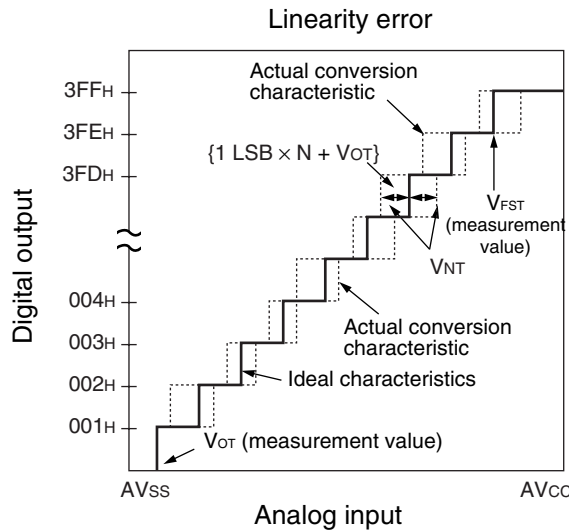 Linearity error
Actual conversion
characteristic
3FFH
3FEH
{1 LSB × N + VOT}
3FDH
VFST
(measurement
value)
VNT
Digital output
004H
Actual conversion
characteristic
003H
Ideal characteristics
002H
001H
VOT (measurement value)
AVSS
AVCC
Analog input